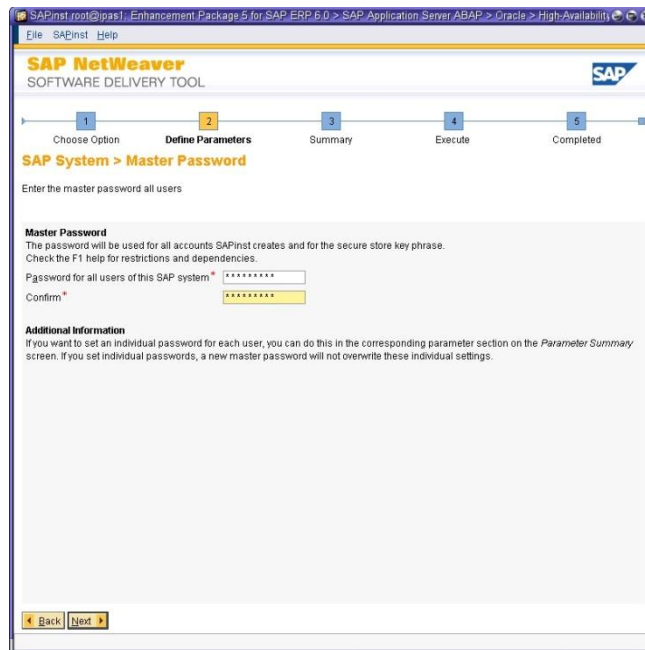 SAPinst root@ipas1: Enhancement Package 5 for SAP ERP 6.0 > SAP Application Server ABAP > Oracle > High-Availability
File SAPinst Help
SAP NetWeaver
SOFTWARE DELIVERY TOOL
SAP
1 2 3 4 5
Choose Option Define Parameters Summary Execute Completed
SAP System > Master Password
Enter the master password all users
Master Password
The password will be used for all accounts SAPinst creates and for the secure store key phrase.
Check the F1 help for restrictions and dependencies.
Password for all users of this SAP system* *********
Confirm* *********
Additional Information
If you want to set an individual password for each user, you can do this in the corresponding parameter section on the Parameter Summary
screen. If you set individual passwords, a new master password will not overwrite these individual settings.
Back Next